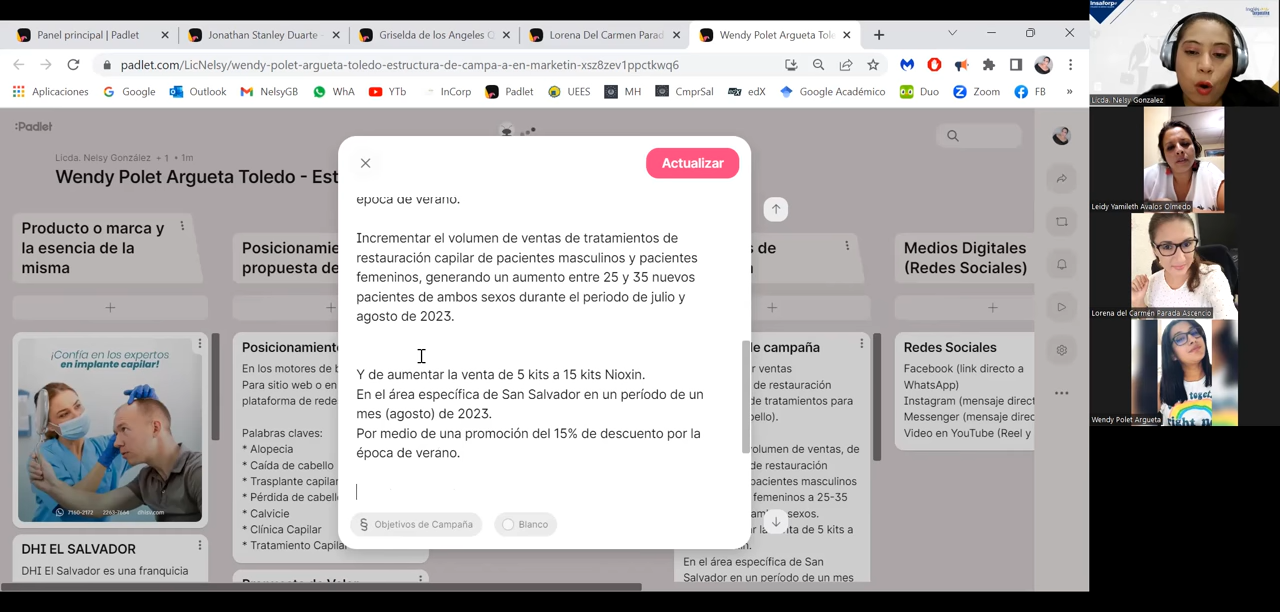 Panel principal | Padlet
Jonathan Stanley Duarte -
Griselda de los Angeles
Lorena Del Carmen Parad
Wendy Polet Argueta Tol
padlet.com/LicNelsy/wendy-polet-argueta-toledo-estructura-de-campa-a-en-marketin-xsz8zev1ppctkwq6
Aplicaciones
Google
Outlook
NelsyGB
WhA
YTb
InCorp
Padlet
UEES
MH
CmprSal
edX
Google Académico
Duo
Zoom
FB
»
:Padlet
Licda. Nelsy González + 1 • 1m
Wendy Polet Argueta Toledo - Est
Producto o marca y
la esencia de la
misma
¡Confía en los expertos
en implante capilar!
DHI EL SALVADOR
DHI El Salvador es una franquicia
Posicionamie
propuesta de
Posicionamiento
En los motores de b
Para sitio web o en
plataforma de rede
Palabras claves:
* Alopecia
* Caída de cabello
* Trasplante capilar
* Pérdida de cabell
* Calvicie
* Clínica Capilar
* Tratamiento Capilar
Actualizar
época de verano.
Incrementar el volumen de ventas de tratamientos de
restauración capilar de pacientes masculinos y pacientes
femeninos, generando un aumento entre 25 y 35 nuevos
pacientes de ambos sexos durante el periodo de julio y
agosto de 2023.
Y de aumentar la venta de 5 kits a 15 kits Nioxin.
En el área específica de San Salvador en un período de un
mes (agosto) de 2023.
Por medio de una promoción del 15% de descuento por la
época de verano.
Objetivos de Campaña
Blanco
s de
de campaña
r ventas
de restauración
de tratamientos para
bello).
volumen de ventas, de
de restauración
pacientes masculinos
femeninos a 25-35
sexos.
nta de 5 kits a
En el área específica de San
Salvador en un período de un mes
Medios Digitales
(Redes Sociales)
Redes Sociales
Facebook (link directo a
WhatsApp)
Instagram (mensaje direc
Messenger (mensaje direc
Video en YouTube (Reel y
Insaforp
Licda. Nelsy Gonzalez
Leidy Yamileth Avalos Olmedo
Lorena del Carmén Parada Ascencio
Wendy Polet Argueta